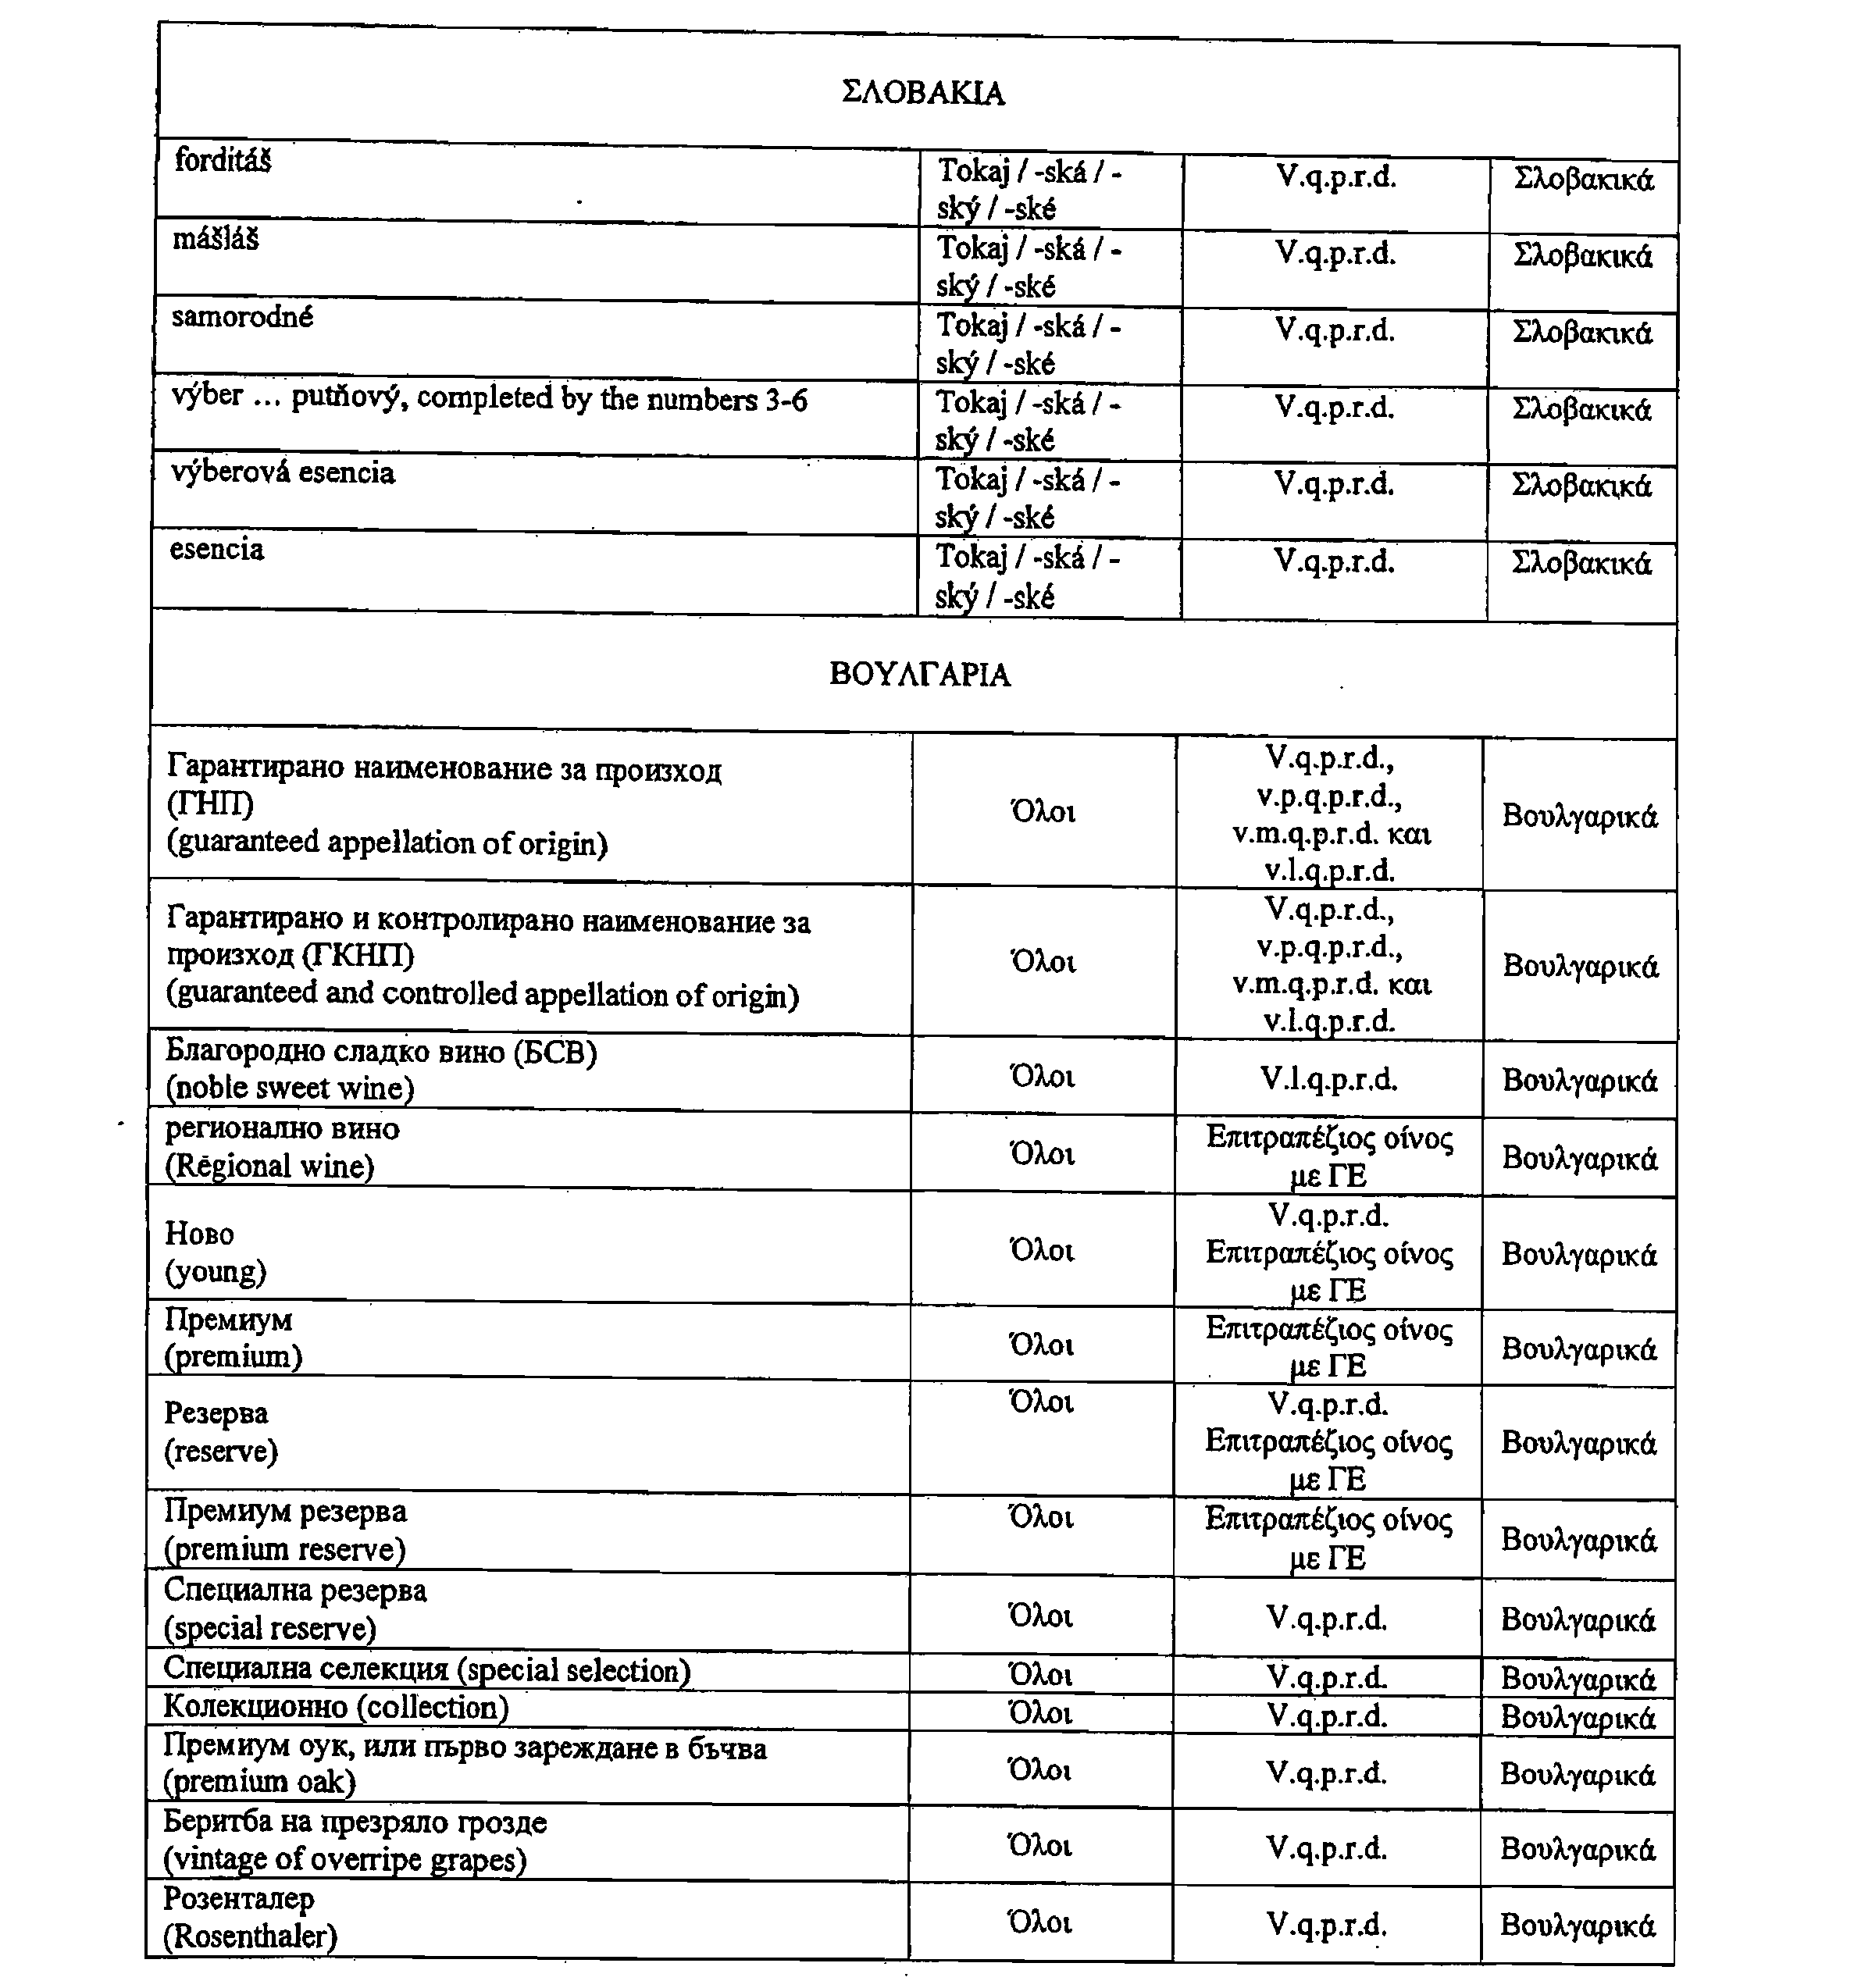 ΣΛΟΒΑΚΙΑ
forditáš
Tokaj / -ská / -
ský / -ské
V.q.p.r.d.
Σλοβακικά
mášláš
Tokaj / -ská / -
ský / -ské
V.q.p.r.d.
Σλοβακικά
samorodné
Tokaj / -ská / -
ský / -ské
V.q.p.r.d.
Σλοβακικά
výber ... putňový, completed by the numbers 3-6
Tokaj / -ská / -
ský / -ské
V.q.p.r.d.
Σλοβακικά
výberová esencia
Tokaj / -ská / -
ský / -ské
V.q.p.r.d.
Σλοβακικά
esencia
Tokaj / -ská / -
ský / -ské
V.q.p.r.d.
Σλοβακικά
ΒΟΥΛΓΑΡΙΑ
Гарантирано наименование за произход
(ГНП)
(guaranteed appellation of origin)
Όλοι
V.q.p.r.d.,
v.p.q.p.r.d.,
v.m.q.p.r.d. και
v.l.q.p.r.d.
Βουλγαρικά
Гарантирано и контролирано наименование за
произход (ГКНП)
(guaranteed and controlled appellation of origin)
Όλοι
V.q.p.r.d.,
v.p.q.p.r.d.,
v.m.q.p.r.d. και
v.l.q.p.r.d.
Βουλγαρικά
Благородно сладко вино (БСВ)
(noble sweet wine)
Όλοι
V.l.q.p.r.d.
Βουλγαρικά
регионално вино
(Regional wine)
Όλοι
Επιτραπέζιος οίνος
με ΓΕ
Βουλγαρικά
Ново
(young)
Όλοι
V.q.p.r.d.
Επιτραπέζιος οίνος
με ΓΕ
Βουλγαρικά
Премиум
(premium)
Όλοι
Επιτραπέζιος οίνος
με ΓΕ
Βουλγαρικά
Резерва
(reserve)
Όλοι
V.q.p.r.d.
Επιτραπέζιος οίνος
με ΓΕ
Βουλγαρικά
Премиум резерва
(premium reserve)
Όλοι
Επιτραπέζιος οίνος
με ΓΕ
Βουλγαρικά
Специална резерва
(special reserve)
Όλοι
V.q.p.r.d.
Βουλγαρικά
Специална селекция (special selection)
Όλοι
V.q.p.r.d.
Βουλγαρικά
Колекционно (collection)
Όλοι
V.q.p.r.d.
Βουλγαρικά
Премиум оук, или първо зареждане в бъчва
(premium oak)
Όλοι
V.q.p.r.d.
Βουλγαρικά
Беритба на презряло грозде
(vintage of overripe grapes)
Όλοι
V.q.p.r.d.
Βουλγαρικά
Розенталер
(Rosenthaler)
Όλοι
V.q.p.r.d.
Βουλγαρικά